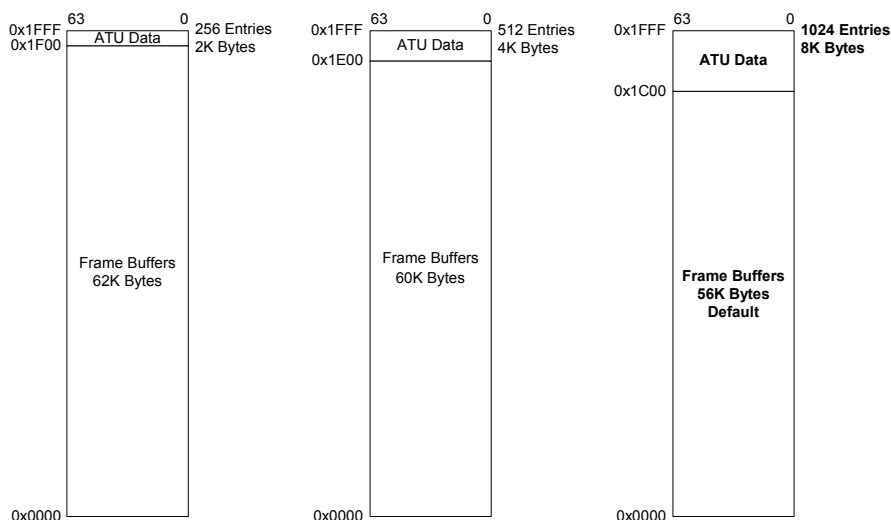 63 0
0x1FFF ATU Data 256 Entries
0x1F00 2K Bytes
Frame Buffers
62K Bytes
0x0000
63 0
0x1FFF ATU Data 512 Entries
4K Bytes
0x1E00
Frame Buffers
60K Bytes
0x0000
63 0
0x1FFF 1024 Entries
ATU Data 8K Bytes
0x1C00
Frame Buffers
56K Bytes
Default
0x0000